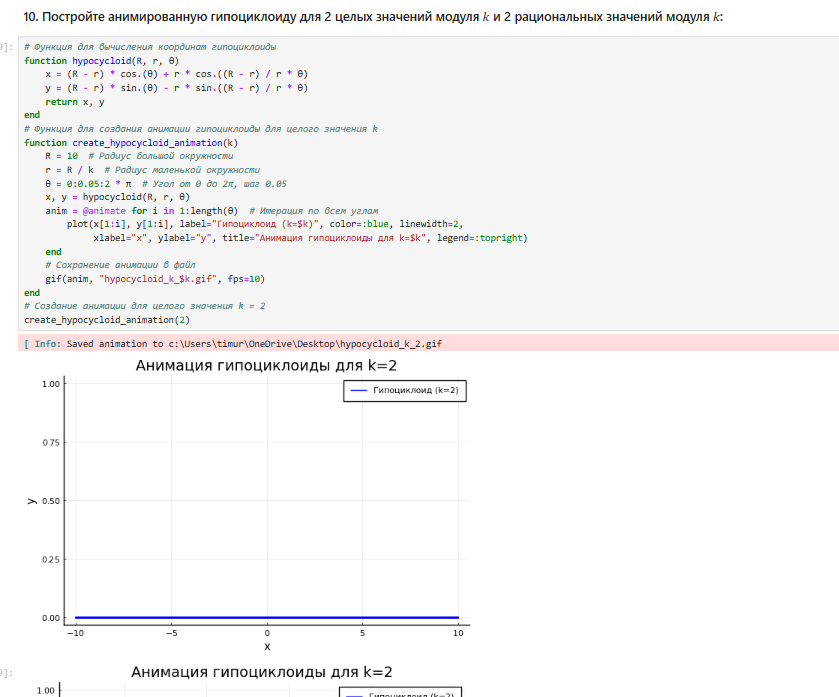 10. Постройте анимированную гипоциклоиду для 2 целых значений модуля k и 2 рациональных значений модуля k:
# Функция для вычисления координат гипоциклоиды
function hypocycloid(R, r, θ)
    x = (R - r) * cos.(θ) + r * cos.((R - r) / r * θ)
    y = (R - r) * sin.(θ) - r * sin.((R - r) / r * θ)
    return x, y
end
# Функция для создания анимации гипоциклоиды для целого значения k
function create_hypocycloid_animation(k)
    R = 10  # Радиус большой окружности
    r = R / k  # Радиус маленькой окружности
    θ = 0:0.05:2 * π  # Угол от 0 до 2π, шаг 0.05
    x, y = hypocycloid(R, r, θ)
    anim = @animate for i in 1:length(θ)  # Итерация по всем углам
        plot(x[1:i], y[1:i], label="Гипоциклоид (k=$k)", color=:blue, linewidth=2,
            xlabel="x", ylabel="y", title="Анимация гипоциклоиды для k=$k", legend=:topright)
    end
    # Сохранение анимации в файл
    gif(anim, "hypocycloid_k_$k.gif", fps=10)
end
# Создание анимации для целого значения k = 2
create_hypocycloid_animation(2)
[ Info: Saved animation to c:\Users\timur\OneDrive\Desktop\hypocycloid_k_2.gif
Анимация гипоциклоиды для k=2
1.00
Гипоциклоид (k=2)
0.75
y
0.50
0.25
0.00
−10 −5 0 5 10
x
Анимация гипоциклоиды для k=2
1.00
Гипоциклоид (k=2)